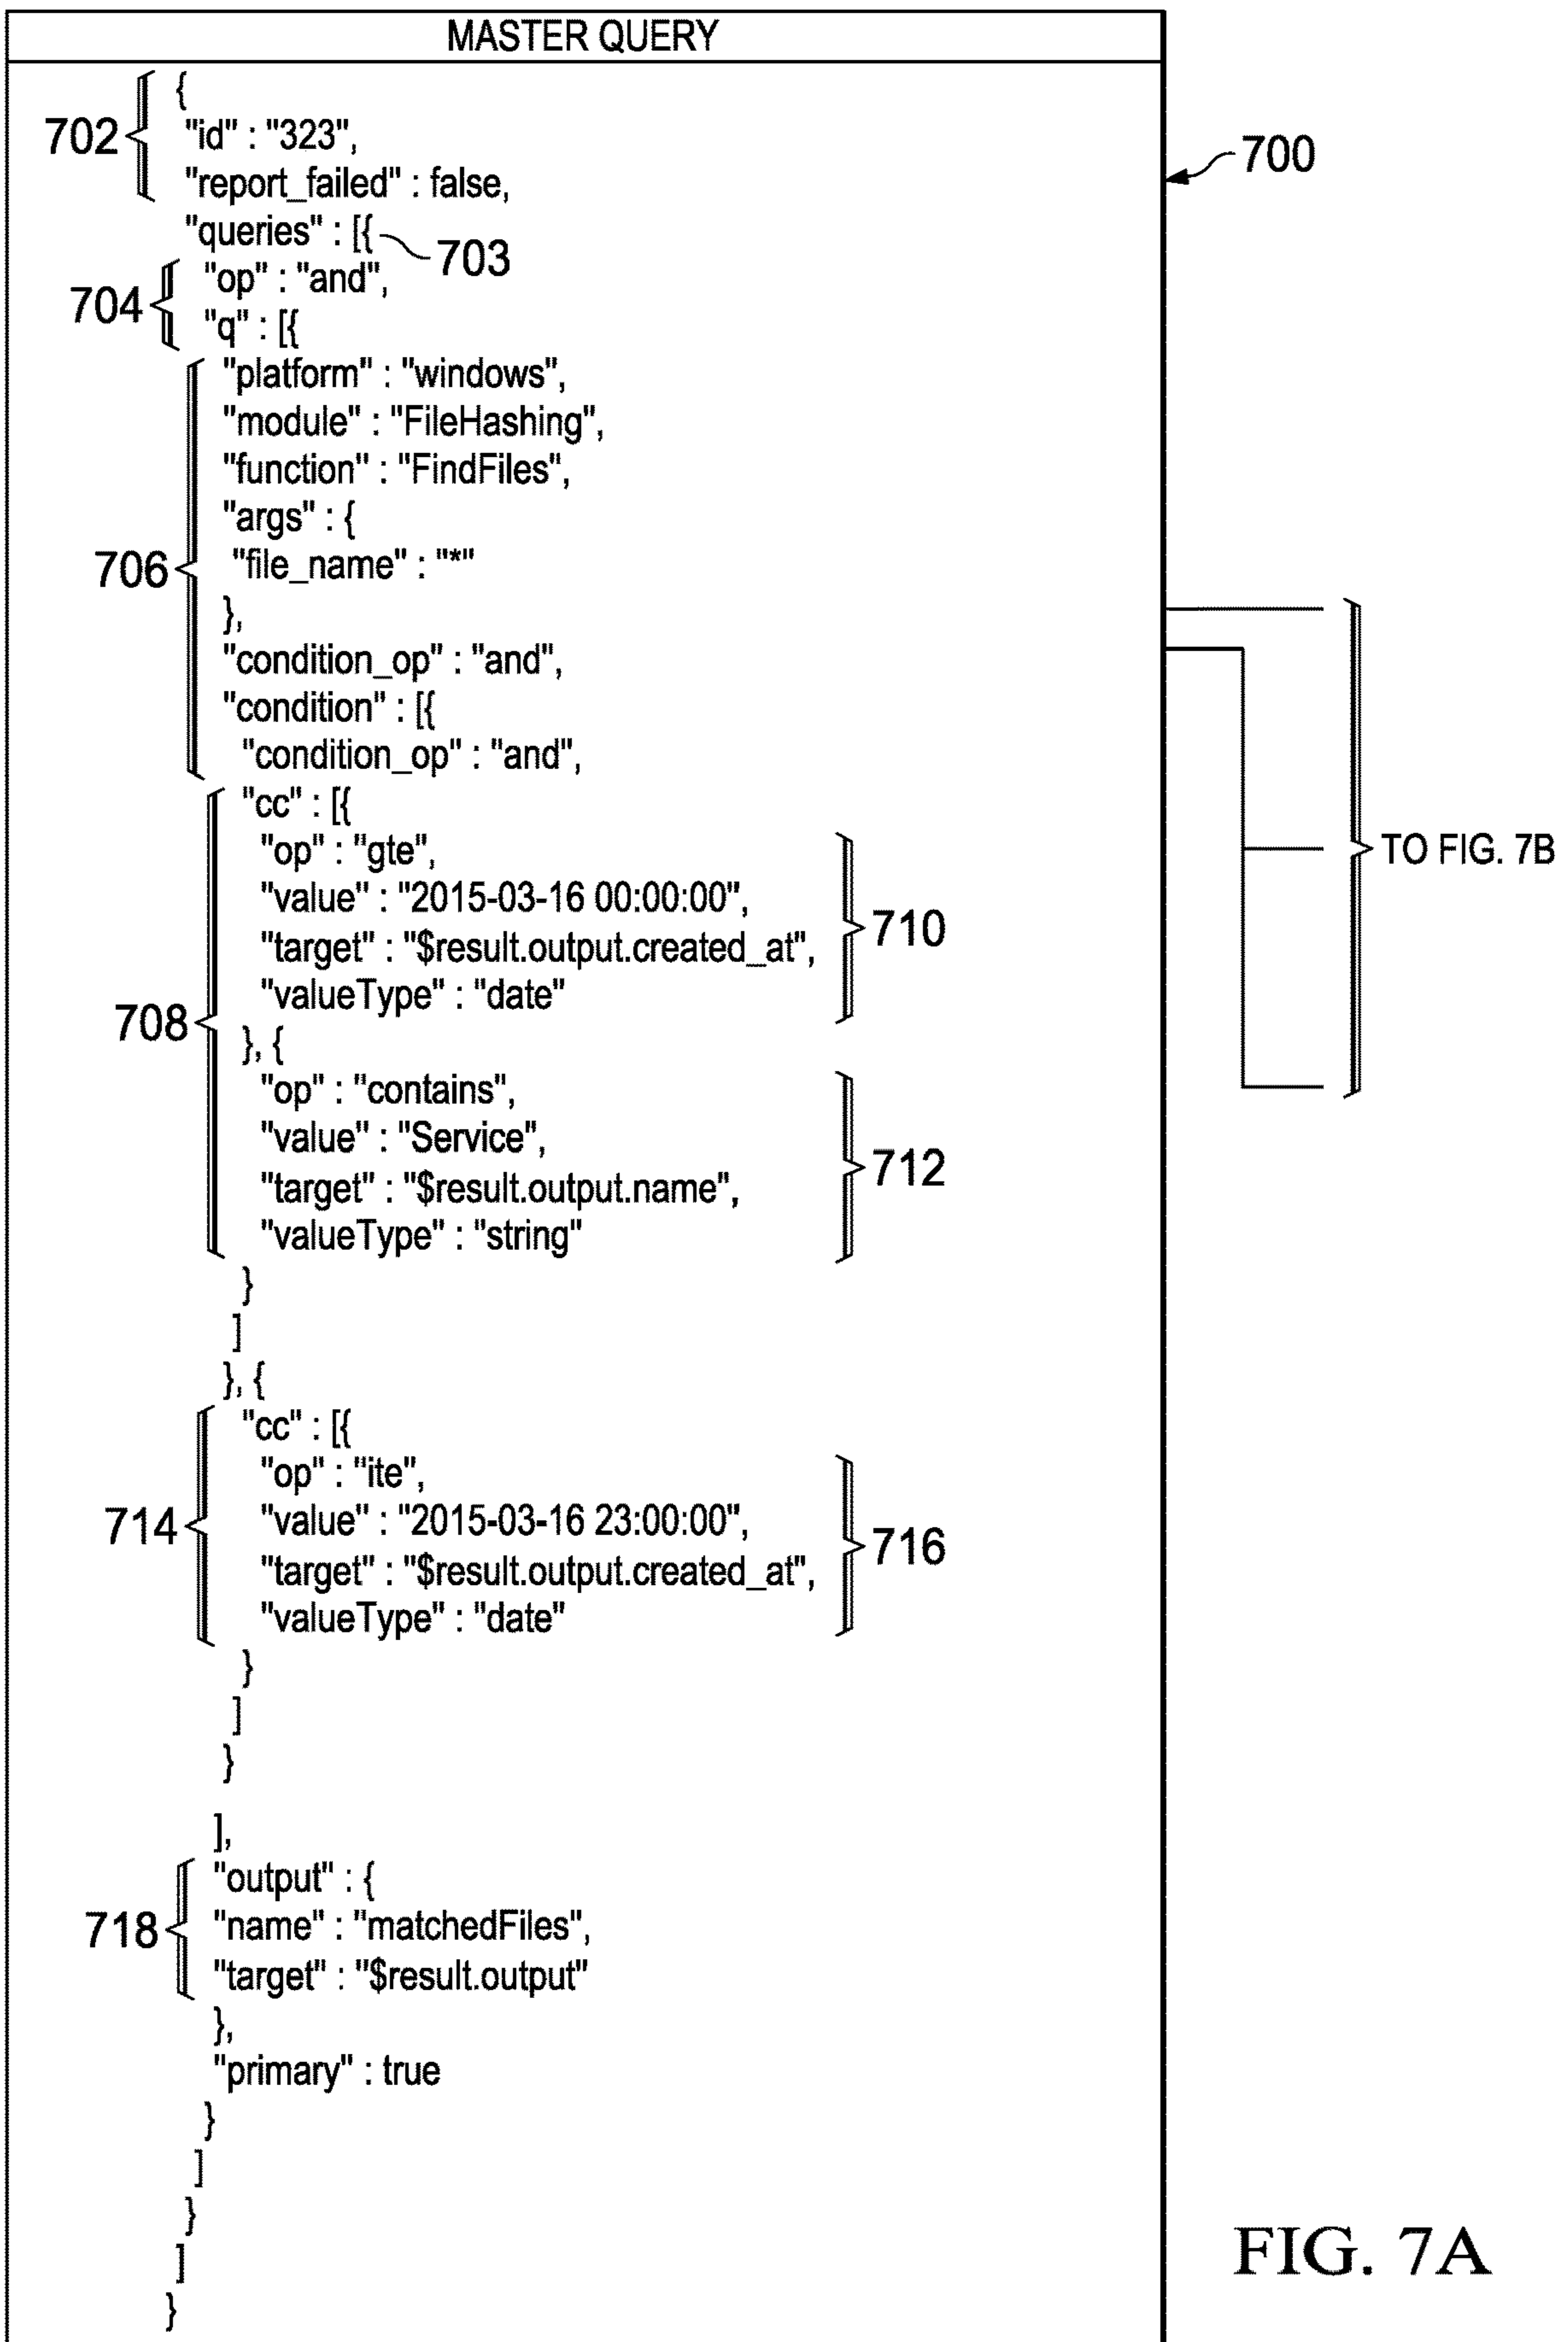 MASTER QUERY
{
702
"id" : "323",
"report_failed" : false,
700
"queries" : [{
703
"op" : "and",
704
"q" : [{
"platform" : "windows",
"module" : "FileHashing",
"function" : "FindFiles",
"args" : {
706
"file_name" : "*"
},
"condition_op" : "and",
"condition" : [{
"condition_op" : "and",
"cc" : [{
"op" : "gte",
TO FIG. 7B
"value" : "2015-03-16 00:00:00",
710
"target" : "$result.output.created_at",
"valueType" : "date"
708
}, {
"op" : "contains",
"value" : "Service",
712
"target" : "$result.output.name",
"valueType" : "string"
}
]
}, {
"cc" : [{
"op" : "ite",
714
"value" : "2015-03-16 23:00:00",
716
"target" : "$result.output.created_at",
"valueType" : "date"
}
]
}
],
"output" : {
718
"name" : "matchedFiles",
"target" : "$result.output"
},
"primary" : true
}
]
}
]
}
FIG. 7A